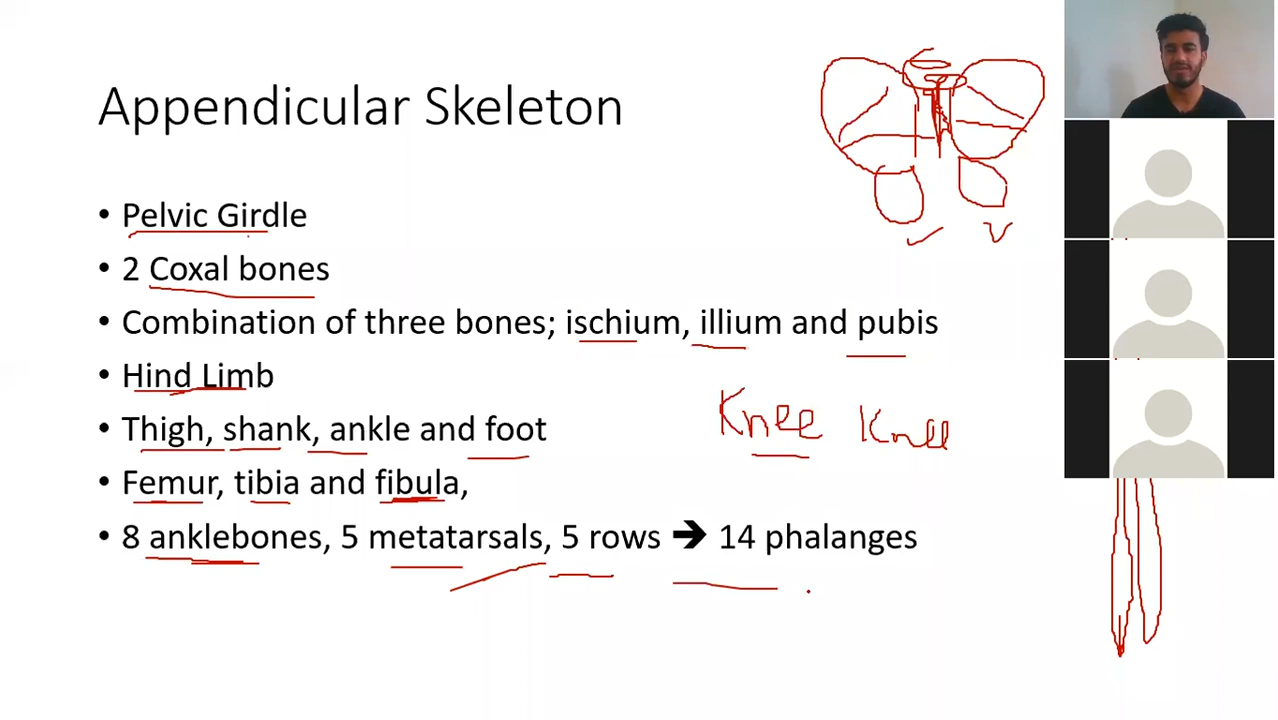 Appendicular Skeleton
• Pelvic Girdle
• 2 Coxal bones
• Combination of three bones; ischium, illium and pubis
• Hind Limb
• Thigh, shank, ankle and foot
Knee Knee
• Femur, tibia and fibula,
• 8 anklebones, 5 metatarsals, 5 rows 🡺 14 phalanges